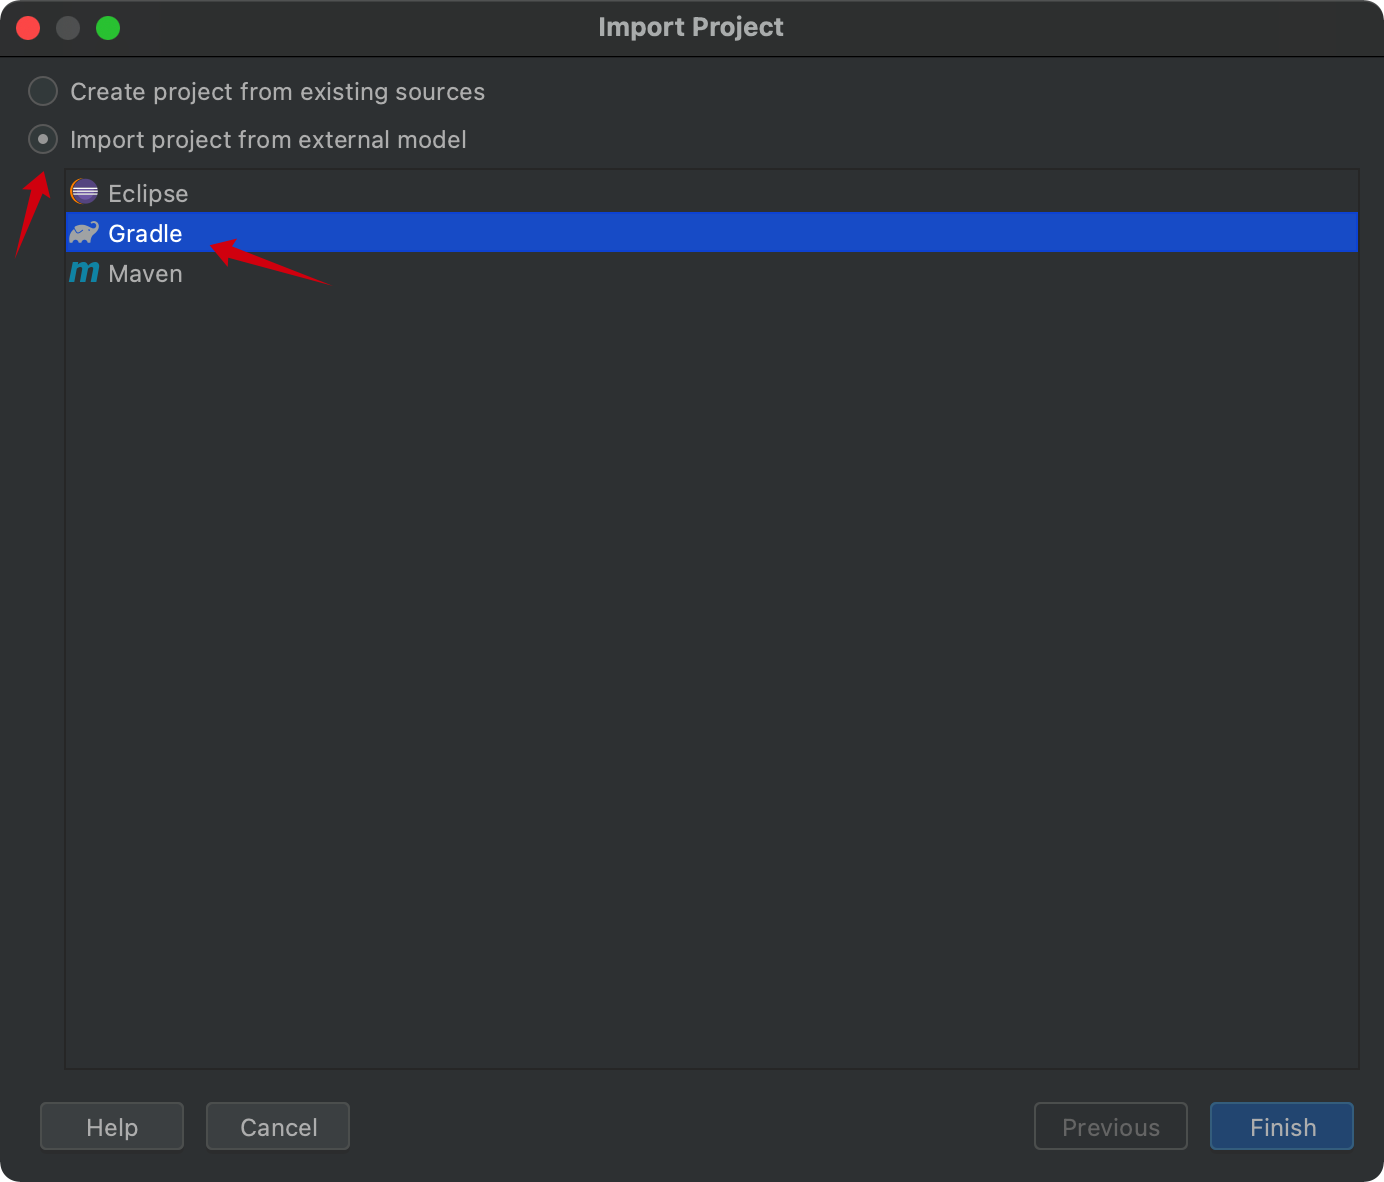 Import Project
Create project from existing sources
Import project from external model
Eclipse
Gradle
m Maven
Help Cancel Previous Finish